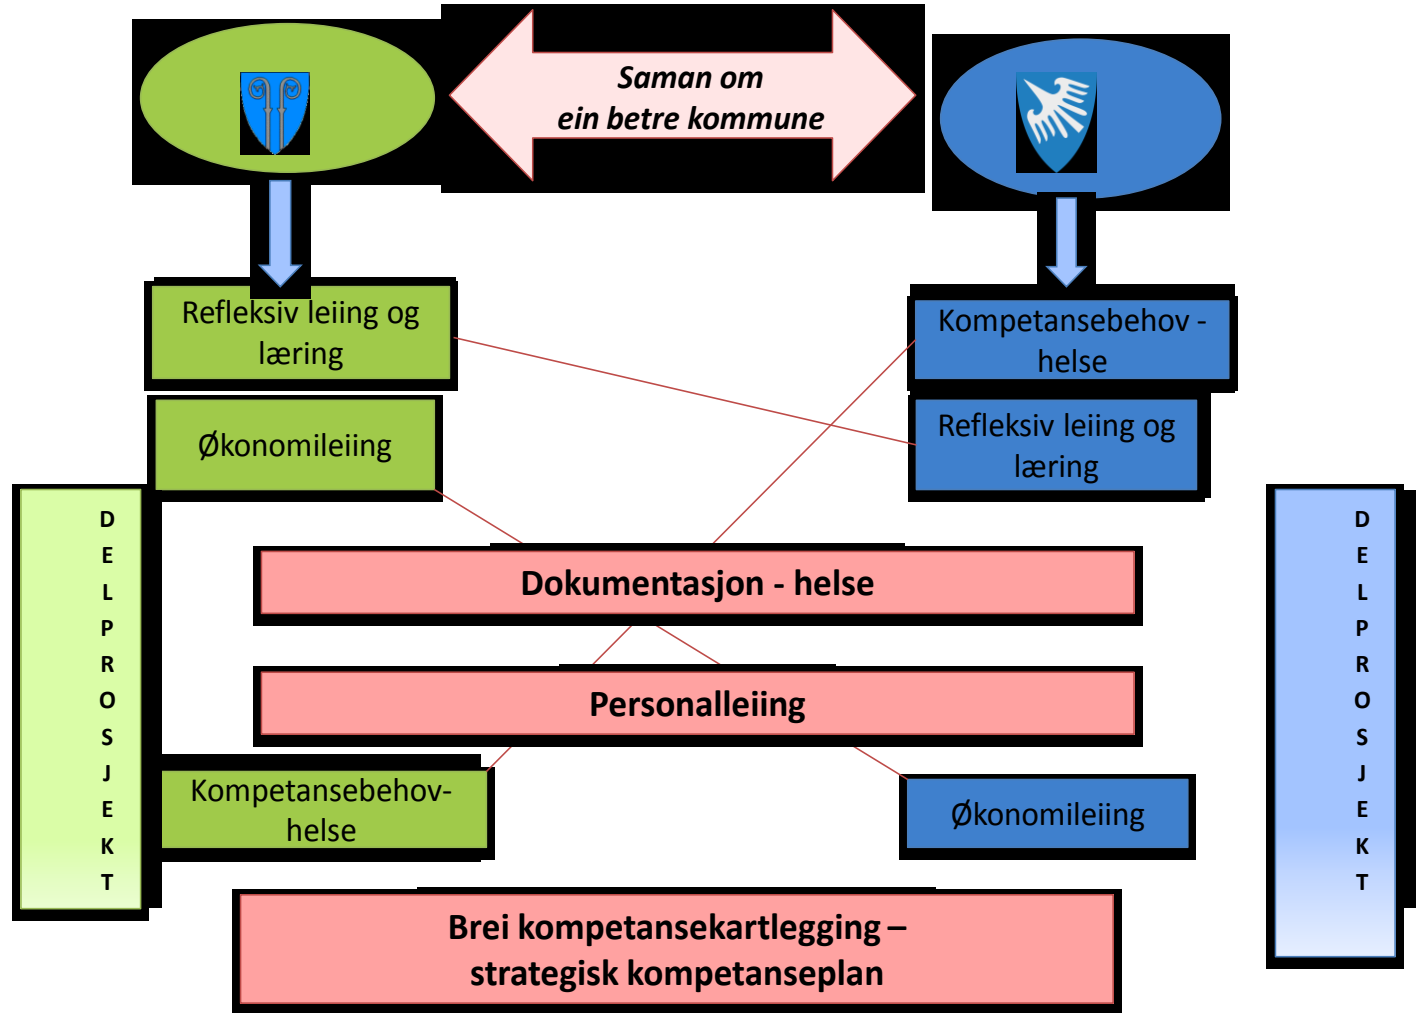 Saman om
ein betre kommune
Refleksiv leiing og
læring
Kompetansebehov -
helse
Økonomileiing
Refleksiv leiing og
læring
D
E
L
P
R
O
S
J
E
K
T
Dokumentasjon - helse
Personalleiing
Kompetansebehov-
helse
Økonomileiing
Brei kompetansekartlegging –
strategisk kompetanseplan
D
E
L
P
R
O
S
J
E
K
T